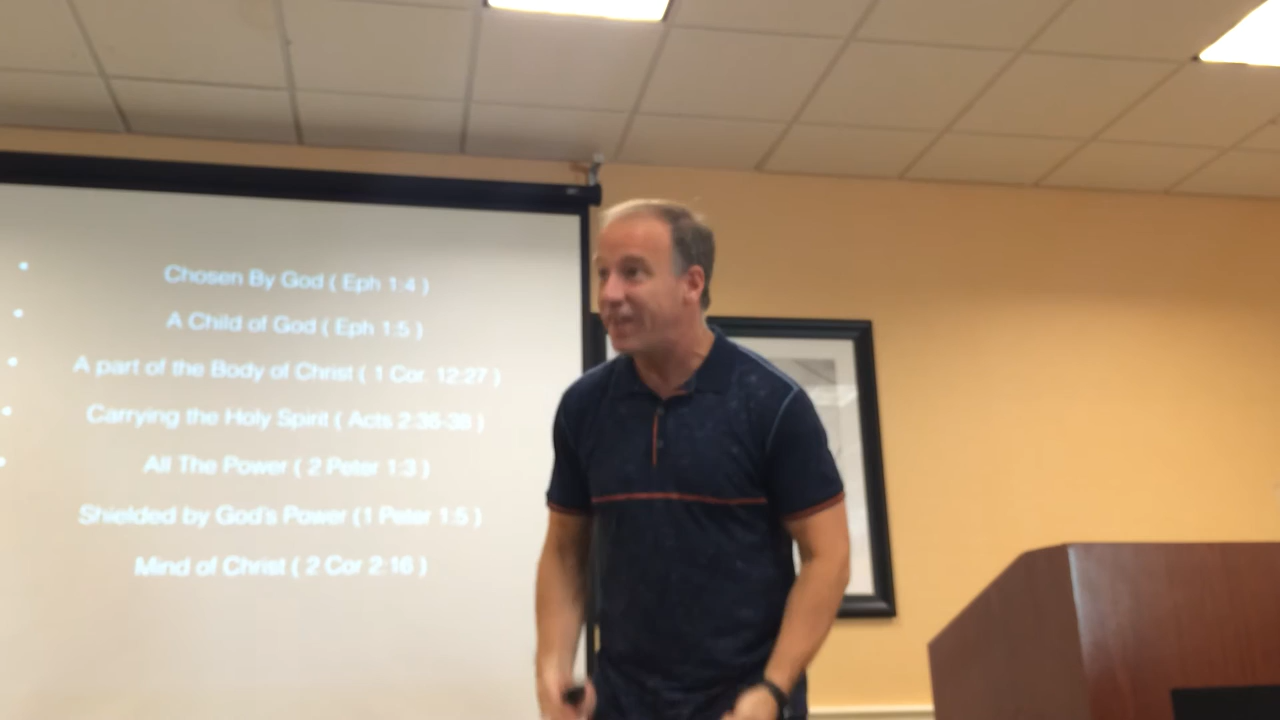 Chosen By God ( Eph 1:4 )
A Child of God ( Eph 1:5 )
A part of the Body of Christ ( 1 Cor. 12:27 )
Carrying the Holy Spirit ( Acts 2:36-38 )
All The Power ( 2 Peter 1:3 )
Shielded by God's Power (1 Peter 1:5 )
Mind of Christ ( 2 Cor 2:16 )